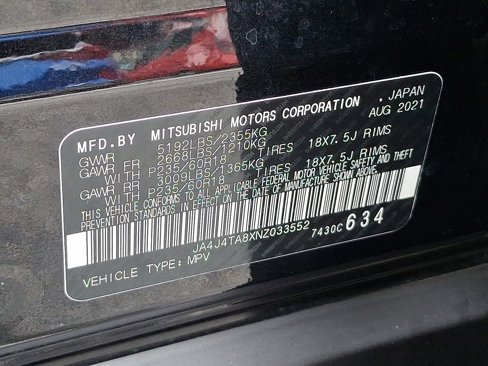 MFD.BY MITSUBISHI MOTORS CORPORATION, JAPAN
AUG 2021
GVWR 5192LBS/2355KG
GAWR FR 2668LBS/1210KG
WITH P235/60R18 TIRES 18X7.5J RIMS
GAWR RR 3009LBS/1365KG
WITH P235/60R18 TIRES 18X7.5J RIMS
THIS VEHICLE CONFORMS TO ALL APPLICABLE FEDERAL MOTOR VEHICLE SAFETY AND THEFT
PREVENTION STANDARDS IN EFFECT ON THE DATE OF MANUFACTURE SHOWN ABOVE.
JA4J4TA8XNZ033552 7430C 634
VEHICLE TYPE: MPV